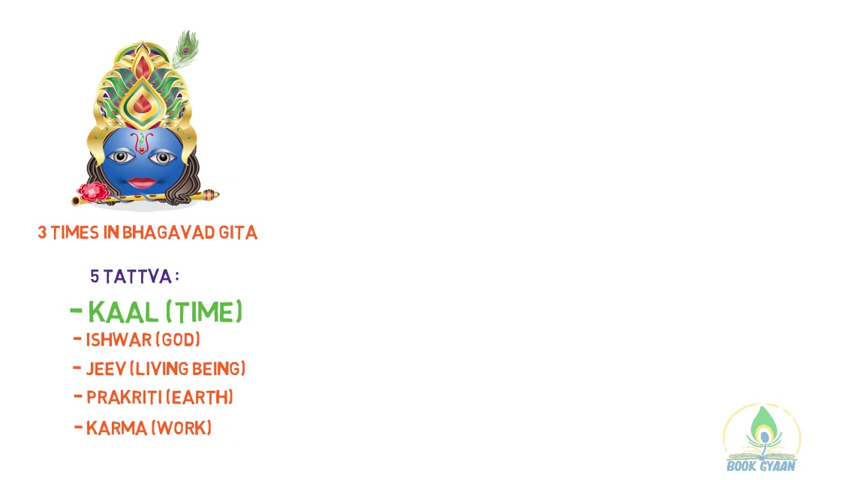 3 TIMES IN BHAGAVAD GITA
5 TATTVA :
- KAAL (TIME)
- ISHWAR (GOD)
- JEEV (LIVING BEING)
- PRAKRITI (EARTH)
- KARMA (WORK)
BOOK GYAAN